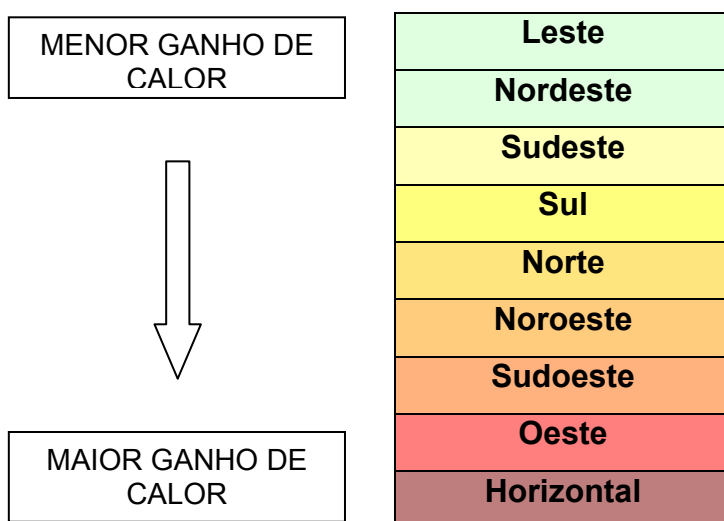 MENOR GANHO DE
CALOR
MAIOR GANHO DE
CALOR
Leste
Nordeste
Sudeste
Sul
Norte
Noroeste
Sudoeste
Oeste
Horizontal